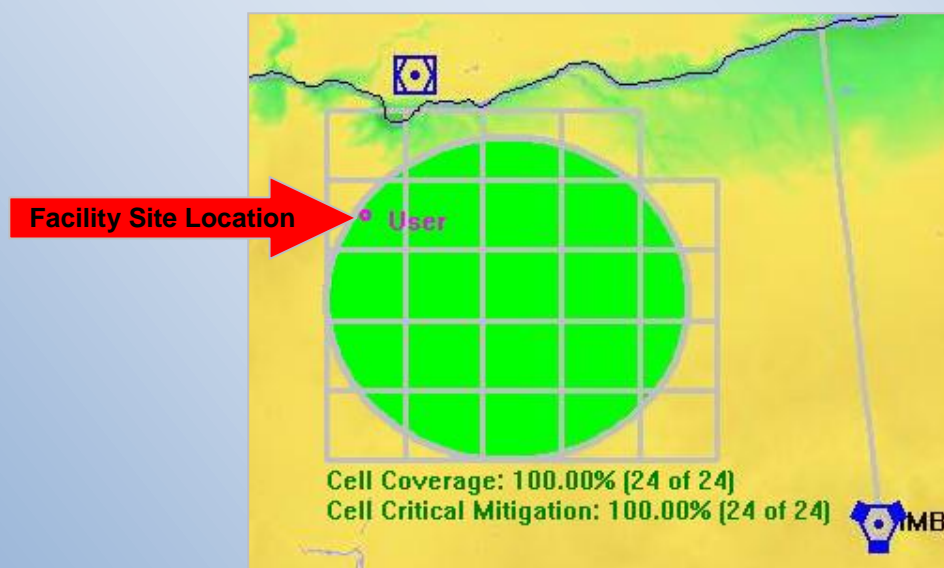 Facility Site Location
User
Cell Coverage: 100.00% (24 of 24)
Cell Critical Mitigation: 100.00% (24 of 24)
IMB